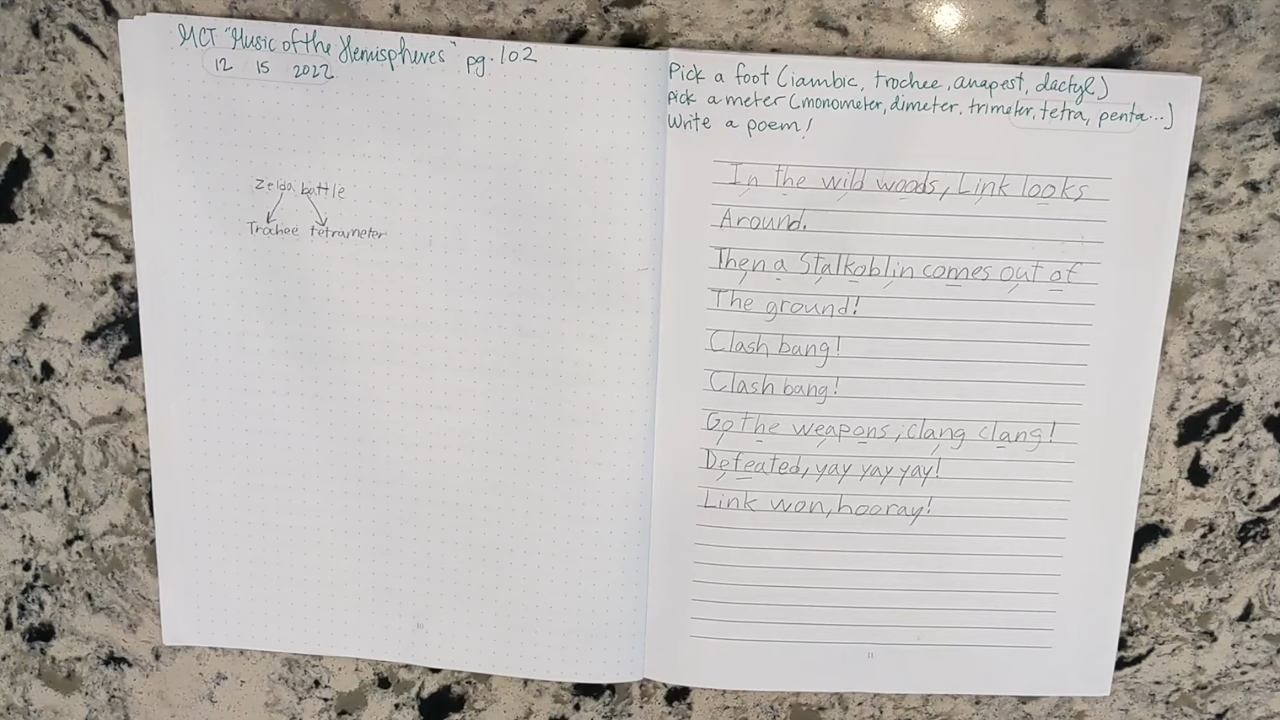 MCT "Music of the Hemispheres" pg. 102
12 15 2022
Zelda battle
Trochee tetrameter
10
Pick a foot (iambic, trochee, anapest, dactyl)
Pick a meter (monometer, dimeter, trimeter, tetra, penta...)
Write a poem!
In the wild woods, Link looks
Around.
Then a Stalkoblin comes out of
The ground!
Clash bang!
Clash bang!
Go the weapons, clang clang!
Defeated, yay yay yay!
Link won, hooray!
11